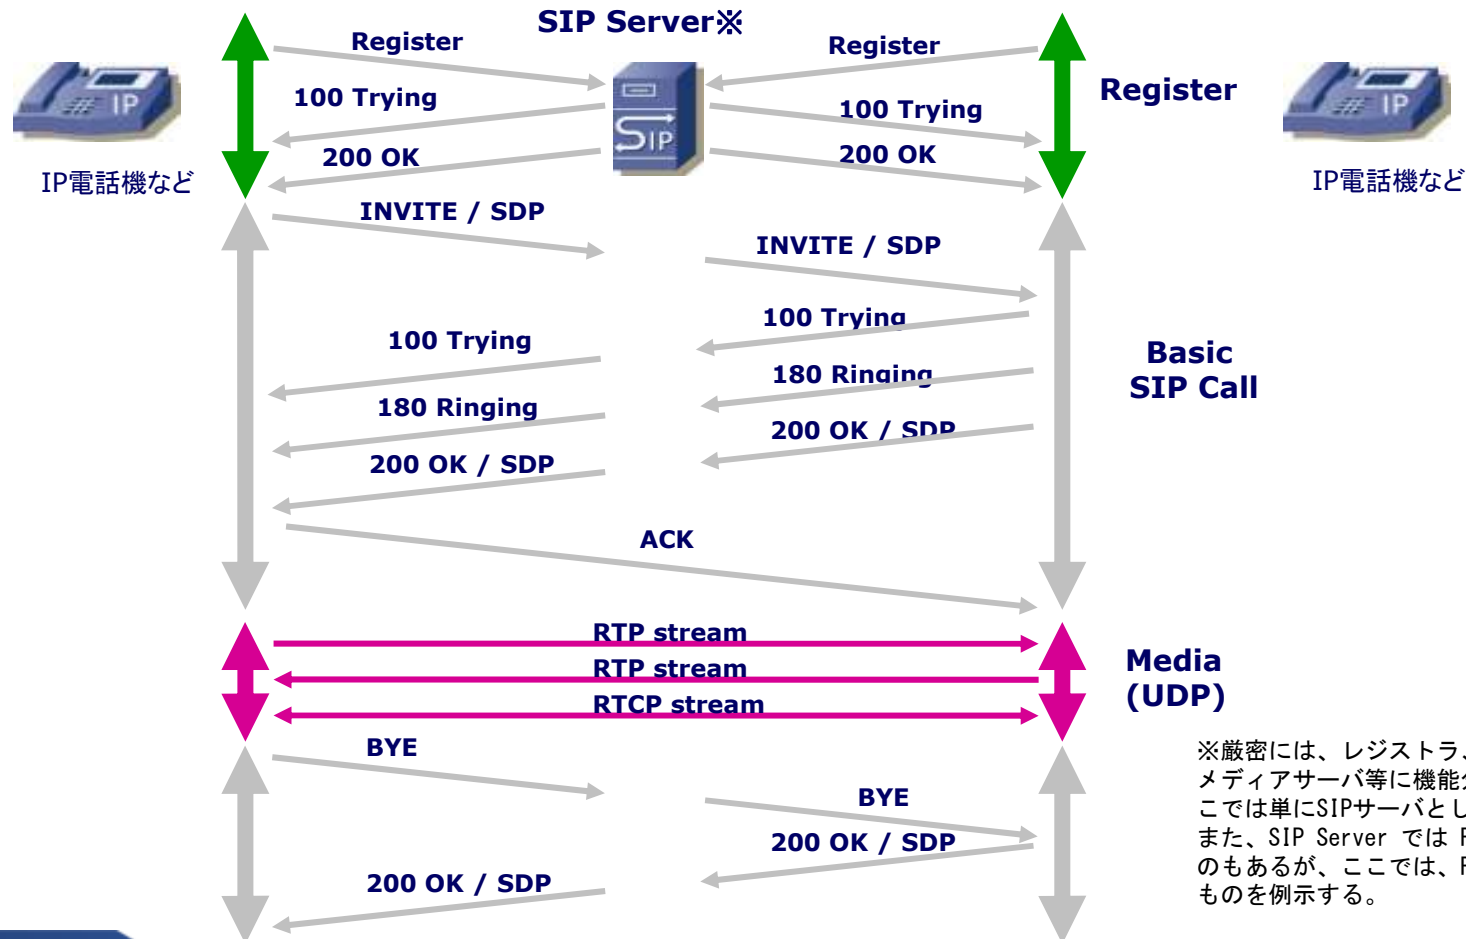 SIP Server※
Register
Register
IP
SIP
IP
100 Trying
100 Trying
Register
200 OK
200 OK
IP電話機など
IP電話機など
INVITE / SDP
INVITE / SDP
100 Trying
100 Trying
180 Ringing
180 Ringing
200 OK / SDP
200 OK / SDP
Basic
SIP Call
ACK
RTP stream
RTP stream
RTCP stream
Media
(UDP)
BYE
BYE
200 OK / SDP
200 OK / SDP
※厳密には、レジストラ、
メディアサーバ等に機能
こでは単にSIPサーバとし
また、SIP Server では
のもあるが、ここでは、
ものを例示する。